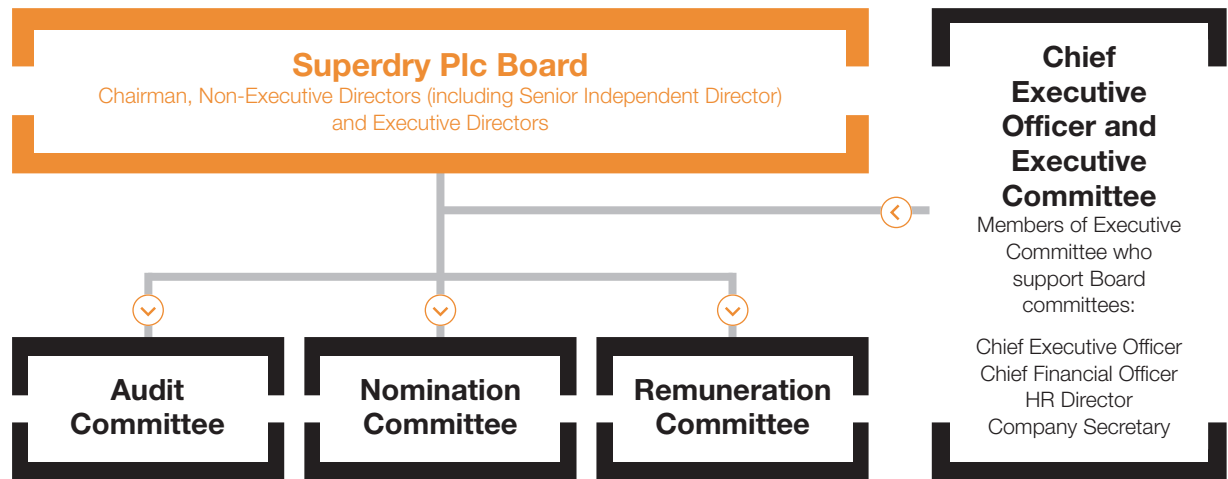 Superdry Plc Board
Chairman, Non-Executive Directors (including Senior Independent Director)
and Executive Directors
Chief
Executive
Officer and
Executive
Committee
Members of Executive
Committee who
support Board
committees:
Chief Executive Officer
Chief Financial Officer
HR Director
Company Secretary
Audit
Committee
Nomination
Committee
Remuneration
Committee